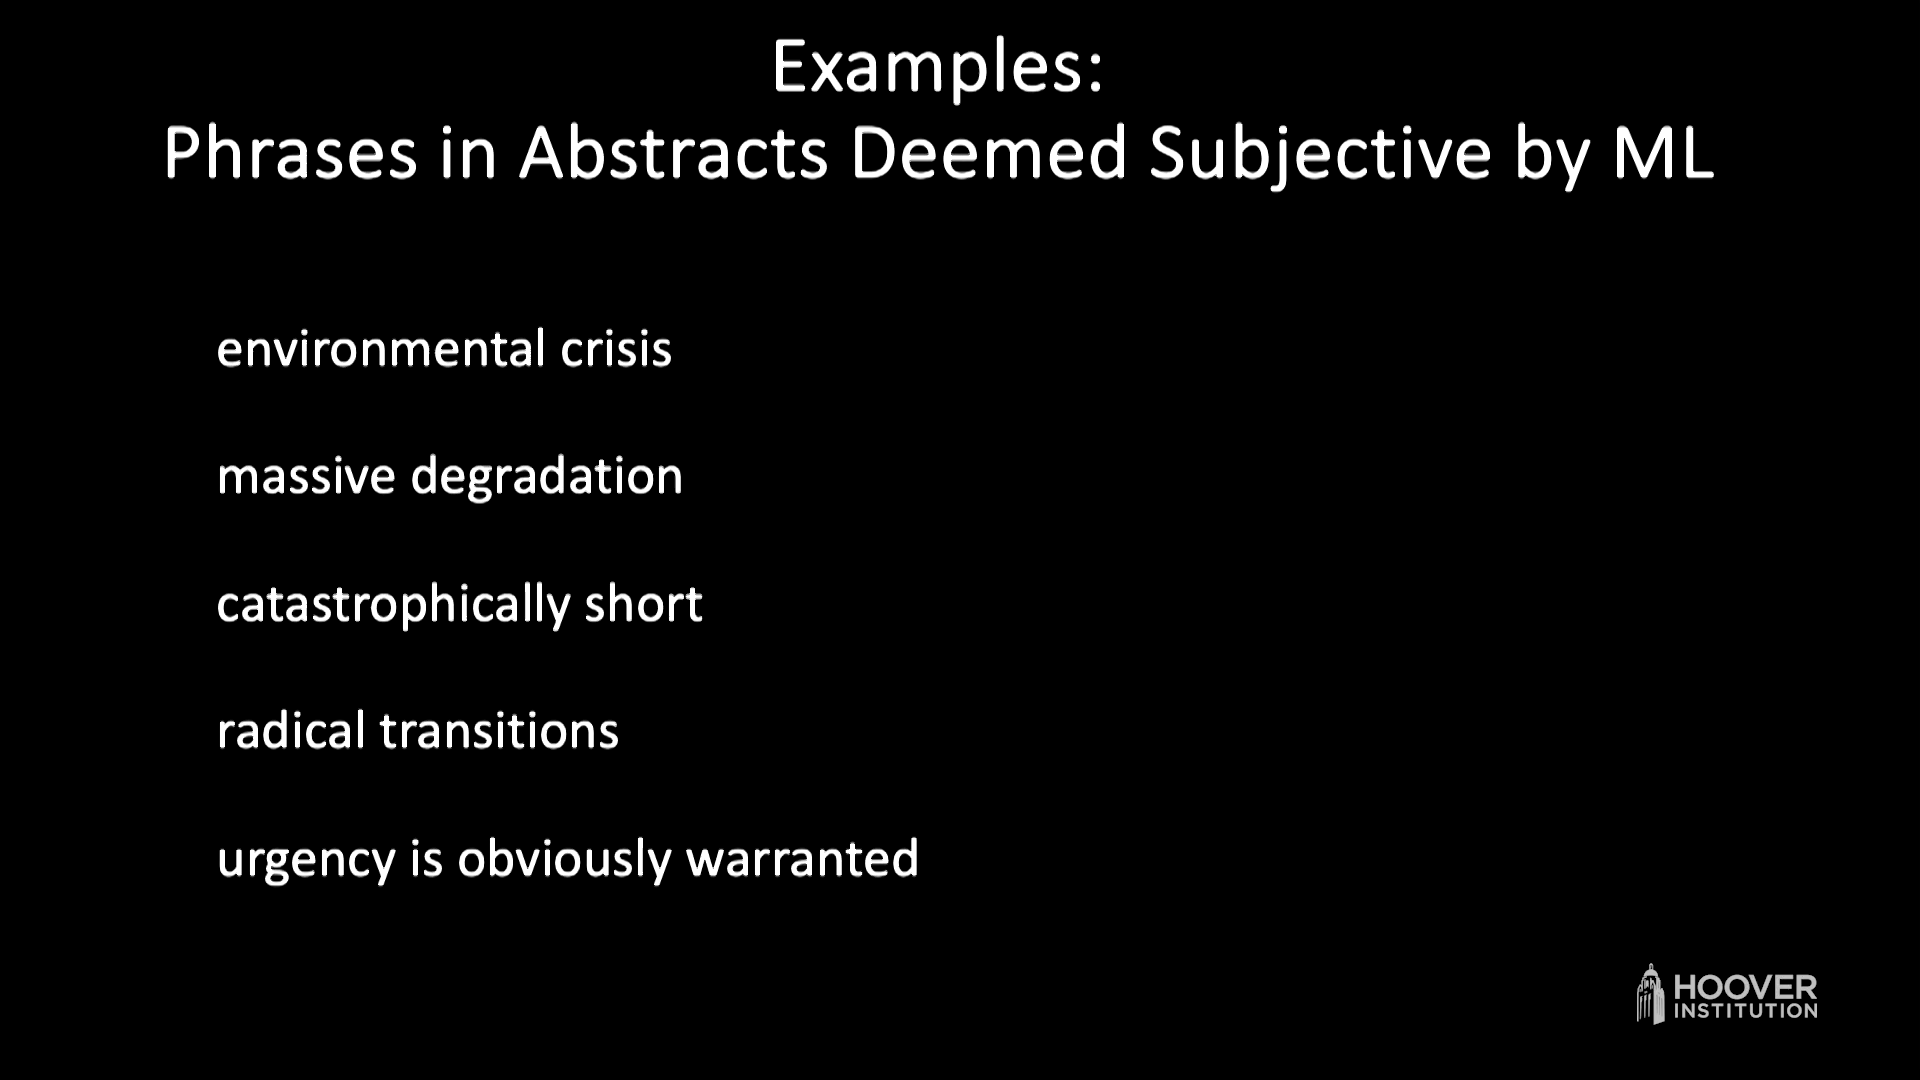 Examples:
Phrases in Abstracts Deemed Subjective by ML
environmental crisis
massive degradation
catastrophically short
radical transitions
urgency is obviously warranted
HOOVER
INSTITUTION